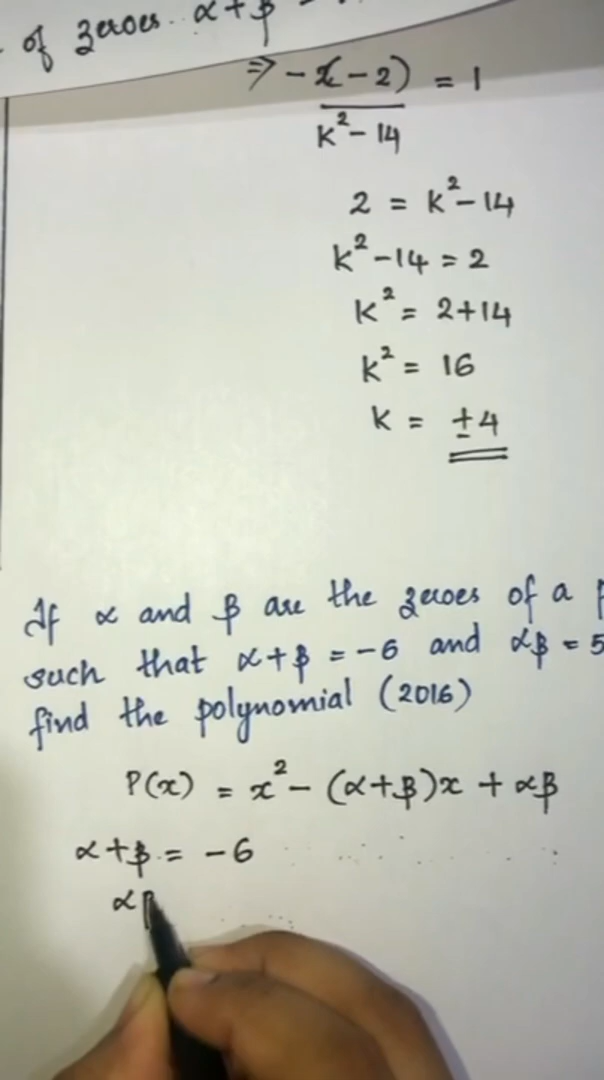 of zeroes. α+β
⇒ -x(-2) / k² - 14 = 1
2 = k² - 14
k² - 14 = 2
k² = 2+14
k² = 16
k = ±4
If α and β are the zeroes of a
such that α+β = -6 and αβ = 5
find the polynomial (2016)
P(x) = x² - (α+β)x + αβ
α+β = -6
αβ